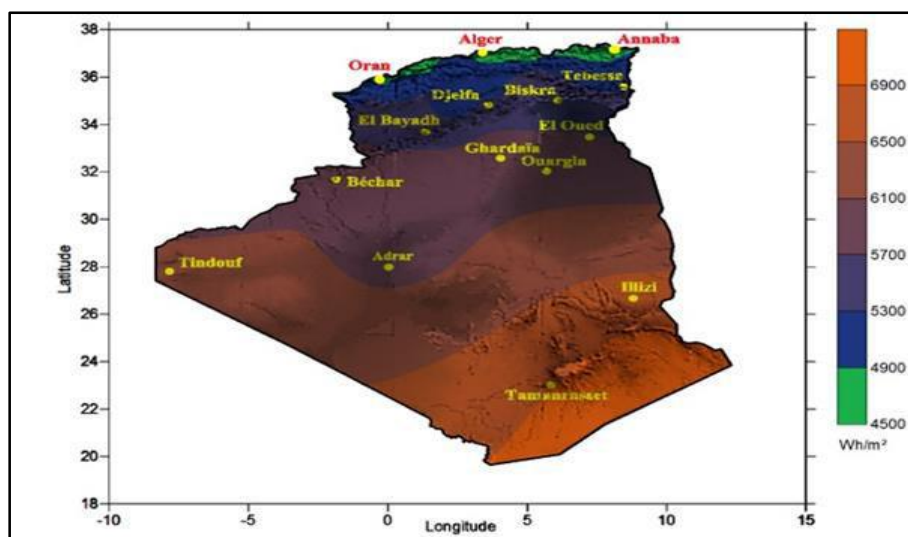 38
36
34
32
30
28
26
24
22
20
18
Latitude
-10
-5
0
5
10
15
Longitude
Alger
Annaba
Oran
Tebessa
Biskra
Djelfa
El Bayadh
El Oued
Ghardaïa
Ouargla
Béchar
Tindouf
Adrar
Illizi
Tamanrasset
6900
6500
6100
5700
5300
4900
4500
Wh/m²